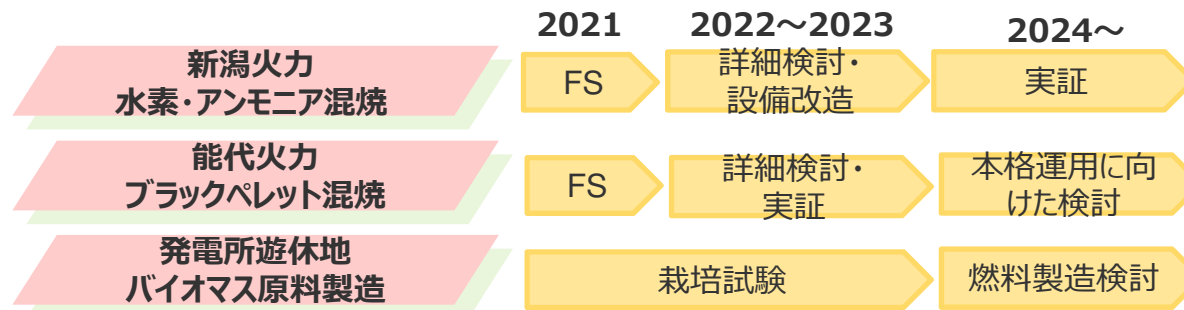 2021
2022～2023
2024～
新潟火力
水素・アンモニア混焼
FS
詳細検討・
設備改造
実証
能代火力
ブラックペレット混焼
FS
詳細検討・
実証
本格運用に向
けた検討
発電所遊休地
バイオマス原料製造
栽培試験
燃料製造検討